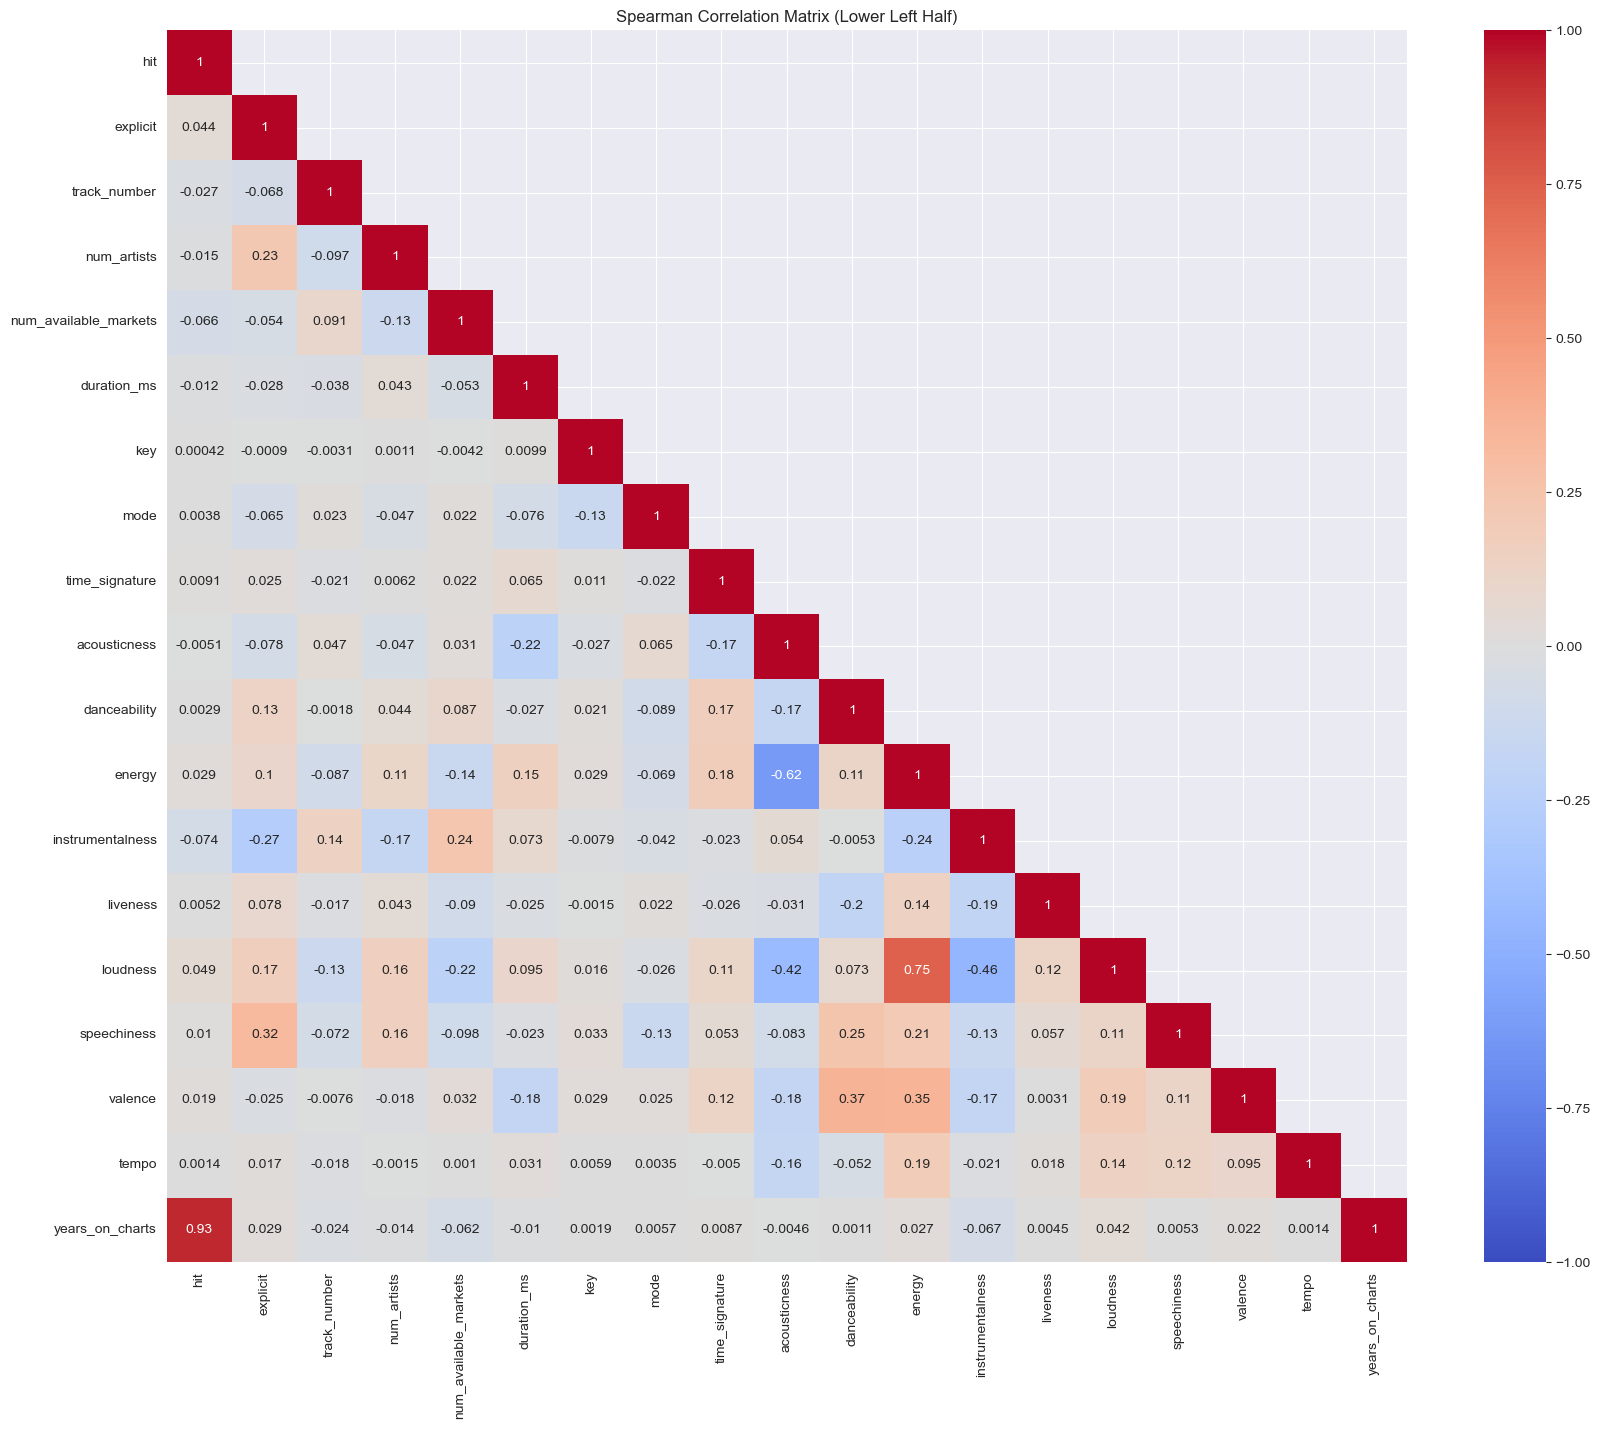 Spearman Correlation Matrix (Lower Left Half)
hit 1
explicit 0.044 1
track_number -0.027 -0.068 1
num_artists -0.015 0.23 -0.097 1
num_available_markets -0.066 -0.054 0.091 -0.13 1
duration_ms -0.012 -0.028 -0.038 0.043 -0.053 1
key 0.00042 -0.0009 -0.0031 0.0011 -0.0042 0.0099 1
mode 0.0038 -0.065 0.023 -0.047 0.022 -0.076 -0.13 1
time_signature 0.0091 0.025 -0.021 0.0062 0.022 0.065 0.011 -0.022 1
acousticness -0.0051 -0.078 0.047 -0.047 0.031 -0.22 -0.027 0.065 -0.17 1
danceability 0.0029 0.13 -0.0018 0.044 0.087 -0.027 0.021 -0.089 0.17 -0.17 1
energy 0.029 0.1 -0.087 0.11 -0.14 0.15 0.029 -0.069 0.18 -0.62 0.11 1
instrumentalness -0.074 -0.27 0.14 -0.17 0.24 0.073 -0.0079 -0.042 -0.023 0.054 -0.0053 -0.24 1
liveness 0.0052 0.078 -0.017 0.043 -0.09 -0.025 -0.0015 0.022 -0.026 -0.031 -0.2 0.14 -0.19 1
loudness 0.049 0.17 -0.13 0.16 -0.22 0.095 0.016 -0.026 0.11 -0.42 0.073 0.75 -0.46 0.12 1
speechiness 0.01 0.32 -0.072 0.16 -0.098 -0.023 0.033 -0.13 0.053 -0.083 0.25 0.21 -0.13 0.057 0.11 1
valence 0.019 -0.025 -0.0076 -0.018 0.032 -0.18 0.029 0.025 0.12 -0.18 0.37 0.35 -0.17 0.0031 0.19 0.11 1
tempo 0.0014 0.017 -0.018 -0.0015 0.001 0.031 0.0059 0.0035 -0.005 -0.16 -0.052 0.19 -0.021 0.018 0.14 0.12 0.095 1
years_on_charts 0.93 0.029 -0.024 -0.014 -0.062 -0.01 0.0019 0.0057 0.0087 -0.0046 0.0011 0.027 -0.067 0.0045 0.042 0.0053 0.022 0.0014 1
hit
explicit
track_number
num_artists
num_available_markets
duration_ms
key
mode
time_signature
acousticness
danceability
energy
instrumentalness
liveness
loudness
speechiness
valence
tempo
years_on_charts
1.00
0.75
0.50
0.25
0.00
−0.25
−0.50
−0.75
−1.00